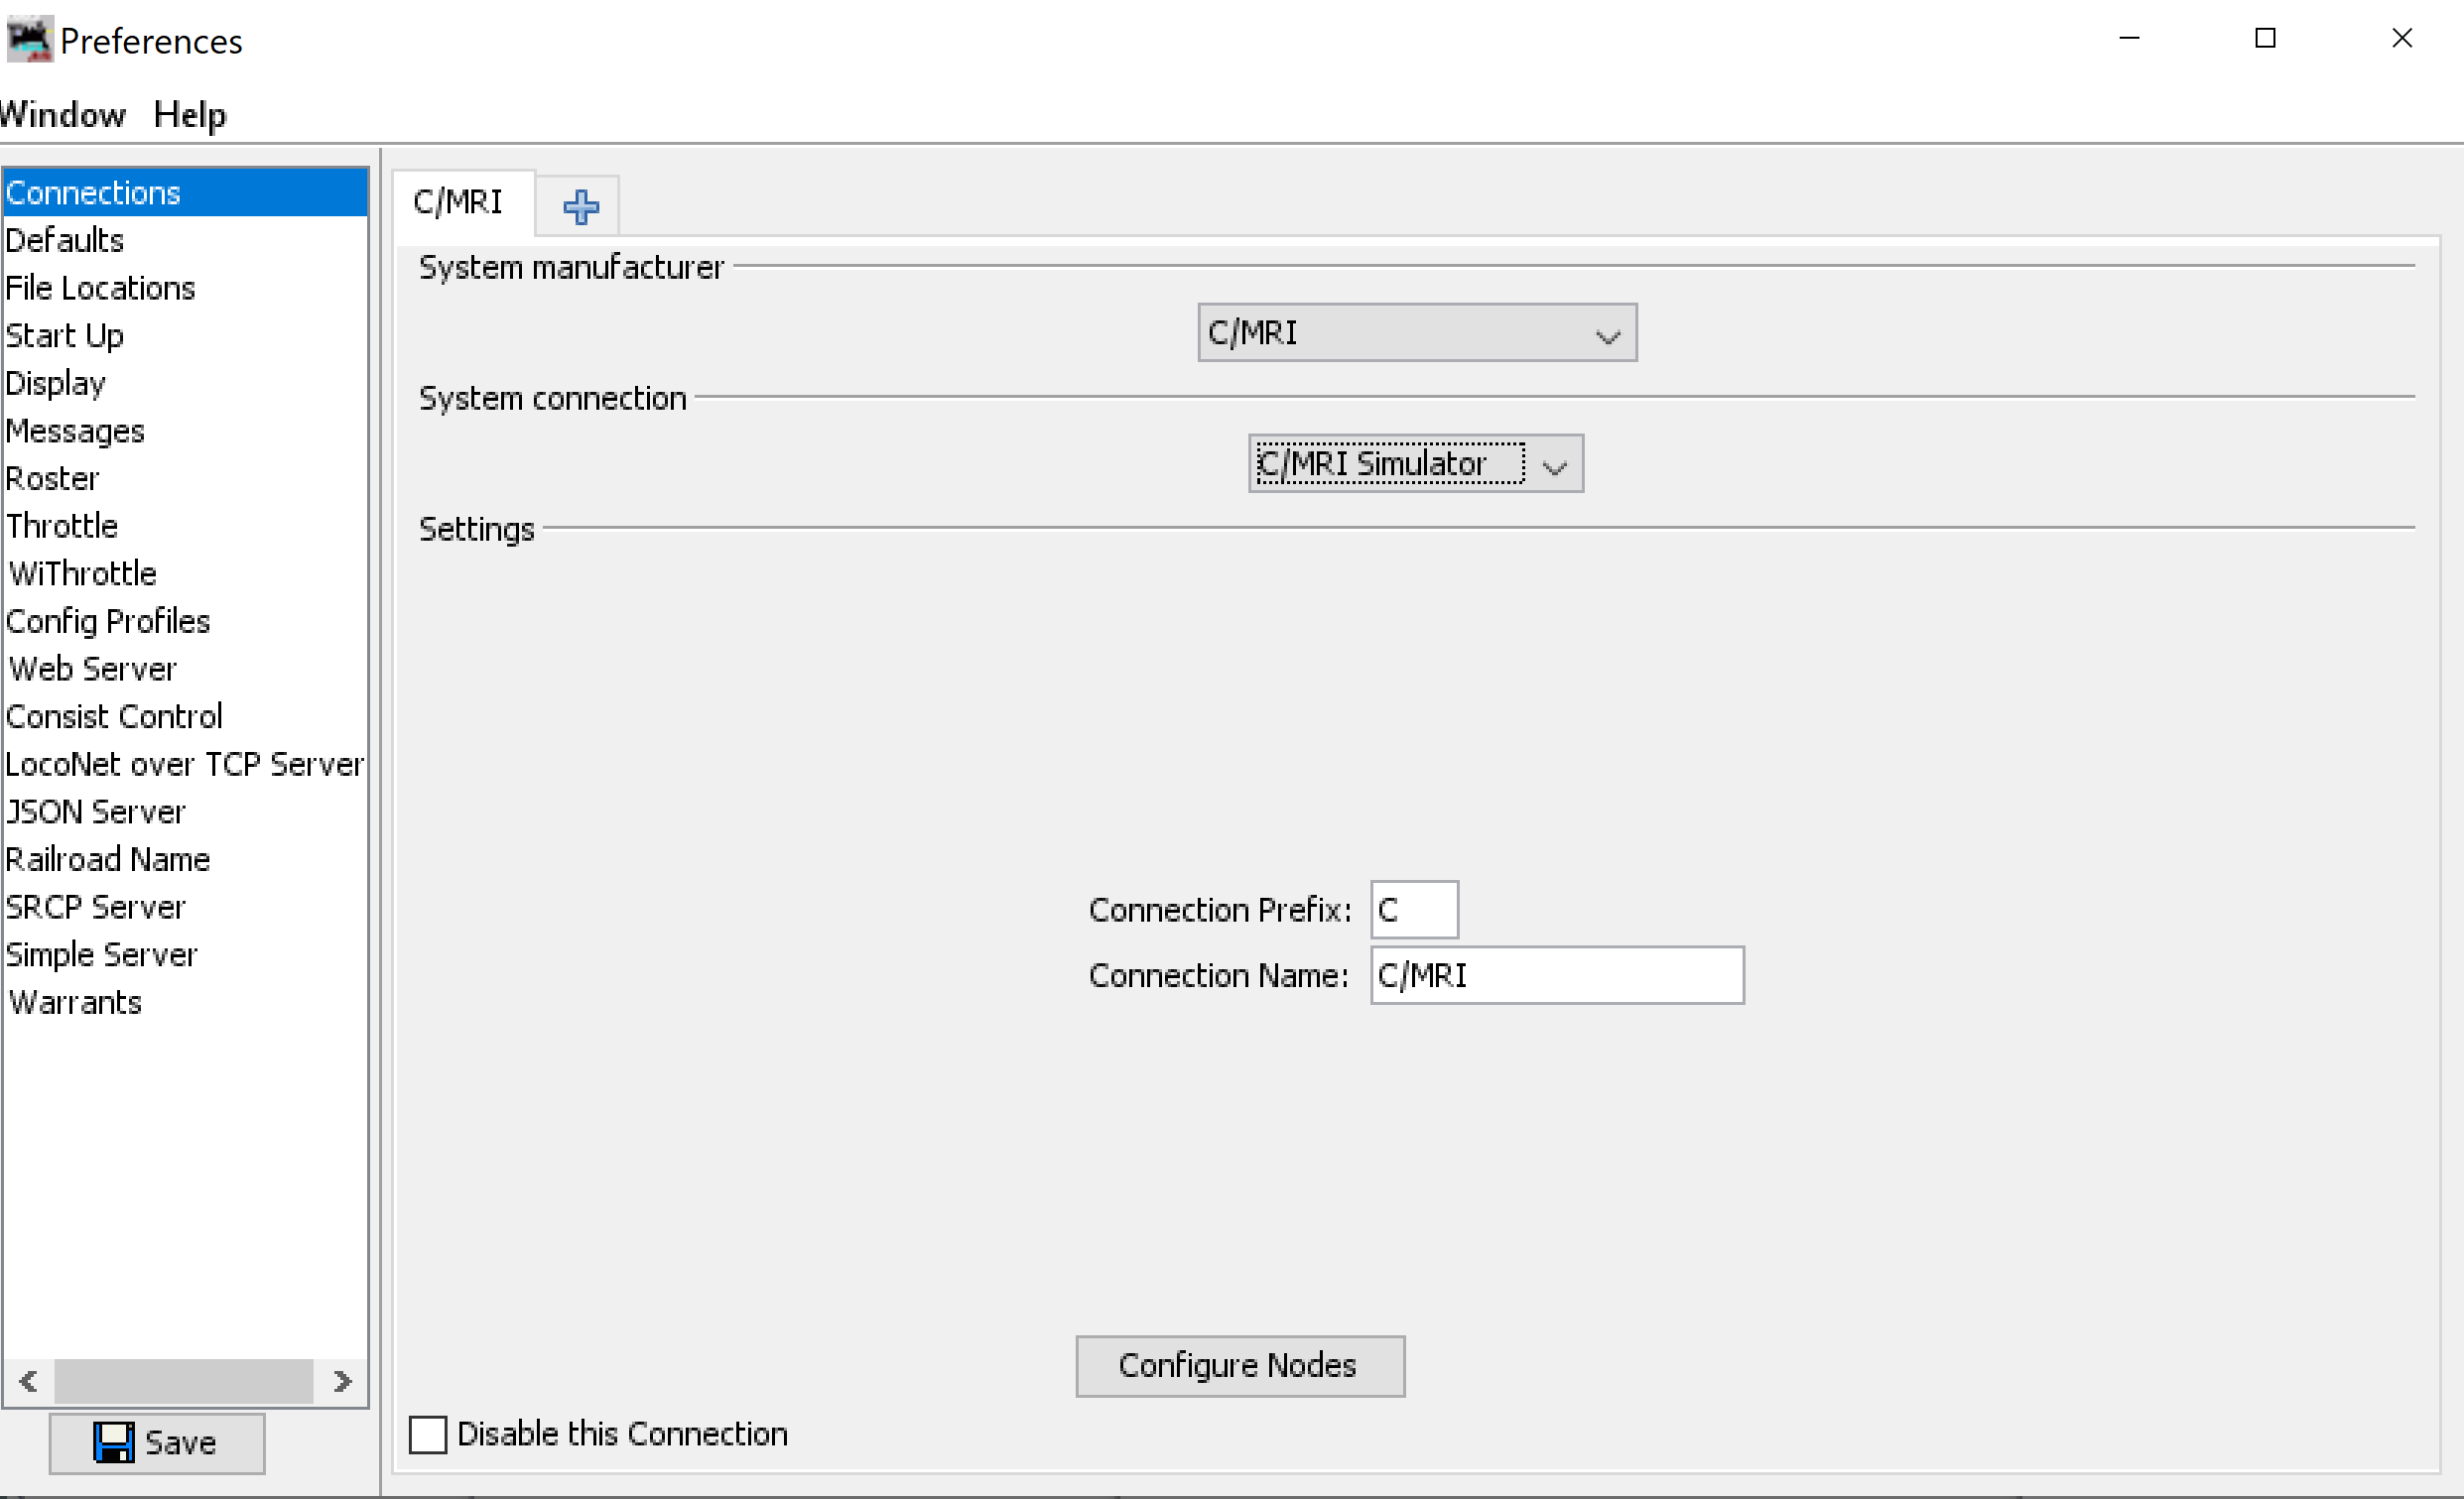 Preferences
Window Help
Connections
Defaults
File Locations
Start Up
Display
Messages
Roster
Throttle
WiThrottle
Config Profiles
Web Server
Consist Control
LocoNet over TCP Server
JSON Server
Railroad Name
SRCP Server
Simple Server
Warrants
Save
C/MRI
System manufacturer
C/MRI
System connection
C/MRI Simulator
Settings
Connection Prefix: C
Connection Name: C/MRI
Configure Nodes
Disable this Connection